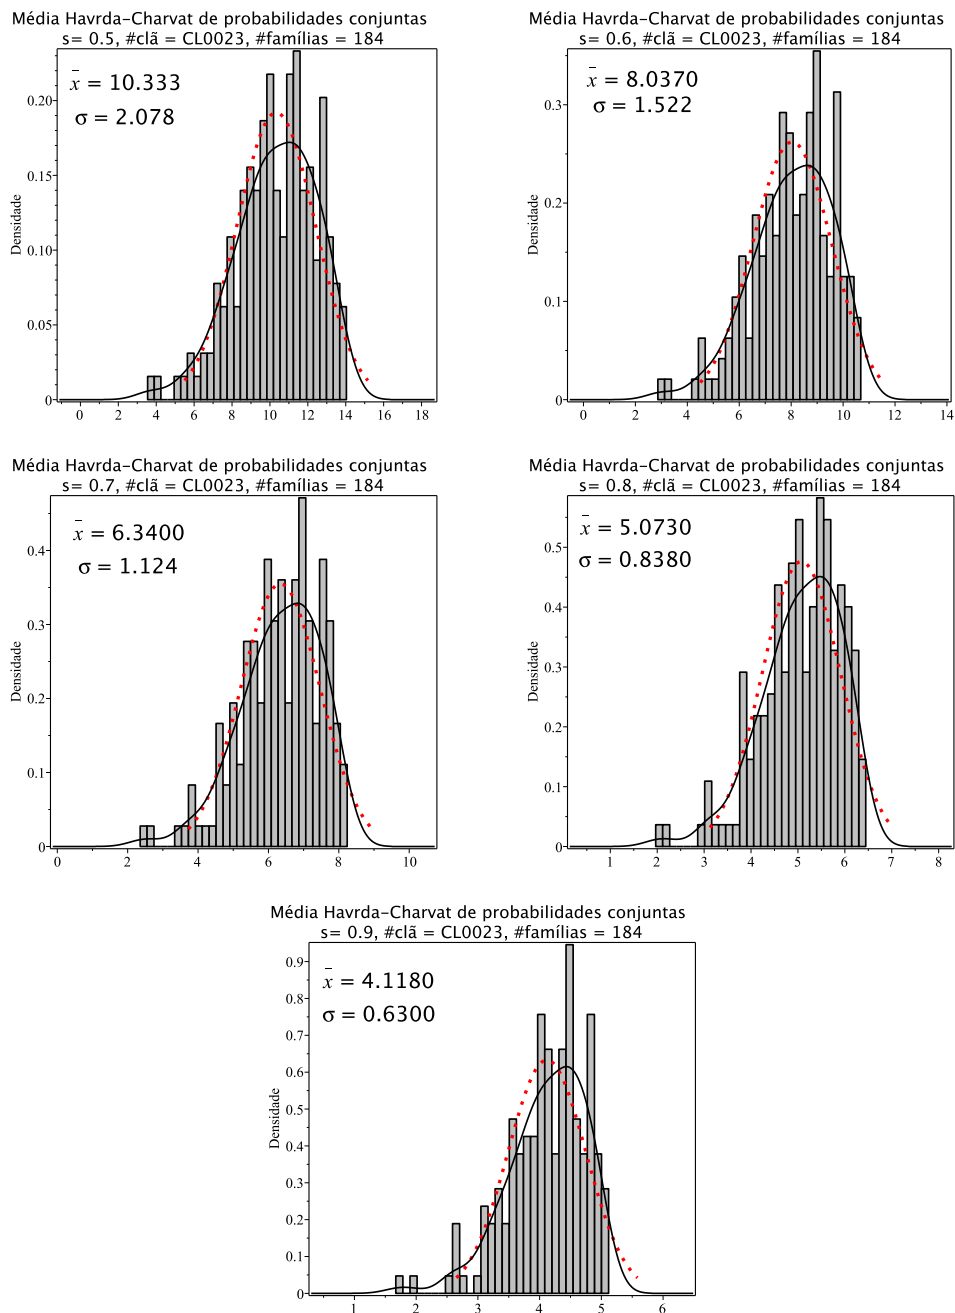 Média Havrda-Charvat de probabilidades conjuntas
s= 0.5, #clã = CL0023, #famílias = 184
x̄ = 10.333
σ = 2.078
Densidade
0.20
0.15
0.10
0.05
0
0 2 4 6 8 10 12 14 16 18
Média Havrda-Charvat de probabilidades conjuntas
s= 0.6, #clã = CL0023, #famílias = 184
x̄ = 8.0370
σ = 1.522
Densidade
0.3
0.2
0.1
0
0 2 4 6 8 10 12 14
Média Havrda-Charvat de probabilidades conjuntas
s= 0.7, #clã = CL0023, #famílias = 184
x̄ = 6.3400
σ = 1.124
Densidade
0.4
0.3
0.2
0.1
0
0 2 4 6 8 10
Média Havrda-Charvat de probabilidades conjuntas
s= 0.8, #clã = CL0023, #famílias = 184
x̄ = 5.0730
σ = 0.8380
Densidade
0.5
0.4
0.3
0.2
0.1
0
1 2 3 4 5 6 7 8
Média Havrda-Charvat de probabilidades conjuntas
s= 0.9, #clã = CL0023, #famílias = 184
x̄ = 4.1180
σ = 0.6300
Densidade
0.9
0.8
0.7
0.6
0.5
0.4
0.3
0.2
0.1
0
1 2 3 4 5 6